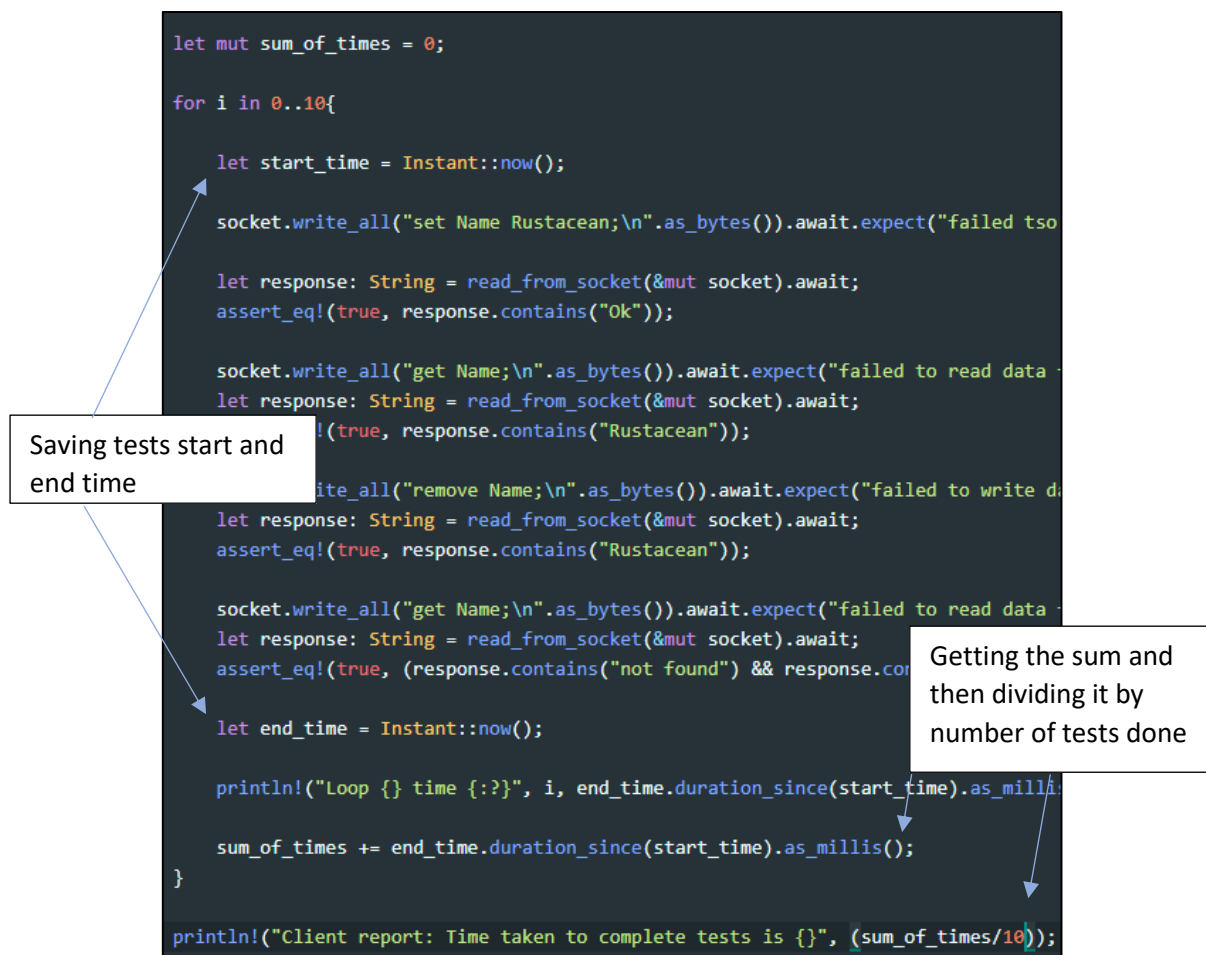 let mut sum_of_times = 0;
for i in 0..10{
let start_time = Instant::now();
socket.write_all("set Name Rustacean;\n".as_bytes()).await.expect("failed tso
let response: String = read_from_socket(&mut socket).await;
assert_eq!(true, response.contains("Ok"));
socket.write_all("get Name;\n".as_bytes()).await.expect("failed to read data
let response: String = read_from_socket(&mut socket).await;
!(true, response.contains("Rustacean"));
Saving tests start and
end time
ite_all("remove Name;\n".as_bytes()).await.expect("failed to write d
let response: String = read_from_socket(&mut socket).await;
assert_eq!(true, response.contains("Rustacean"));
socket.write_all("get Name;\n".as_bytes()).await.expect("failed to read data
let response: String = read_from_socket(&mut socket).await;
assert_eq!(true, (response.contains("not found") && response.con
Getting the sum and
then dividing it by
number of tests done
let end_time = Instant::now();
println!("Loop {} time {:?}", i, end_time.duration_since(start_time).as_millis
sum_of_times += end_time.duration_since(start_time).as_millis();
}
println!("Client report: Time taken to complete tests is {}", (sum_of_times/10));